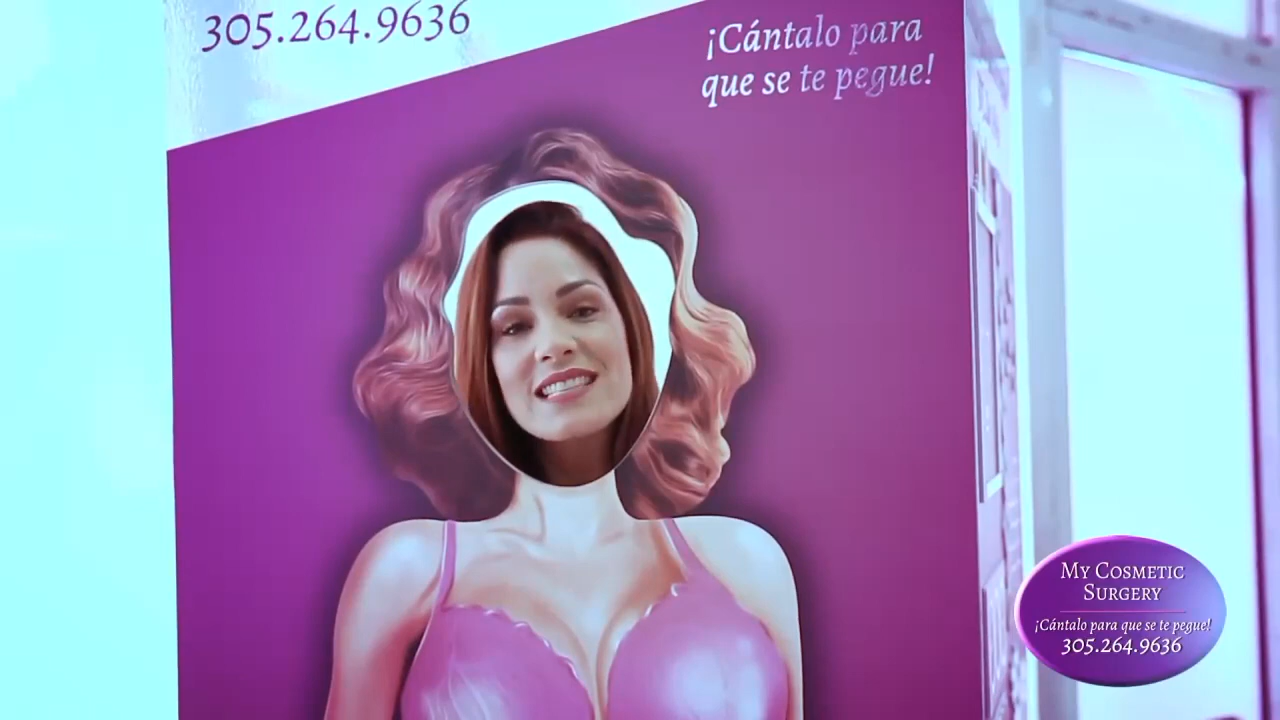 305.264.9636
¡Cántalo para
que se te pegue!
My Cosmetic
Surgery
¡Cántalo para que se te pegue!
305.264.9636